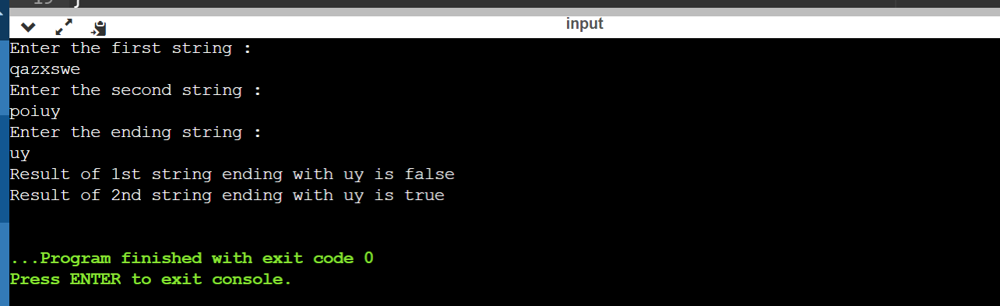 input
Enter the first string :
qazxswe
Enter the second string :
poiuy
Enter the ending string :
uy
Result of 1st string ending with uy is false
Result of 2nd string ending with uy is true
...Program finished with exit code 0
Press ENTER to exit console.